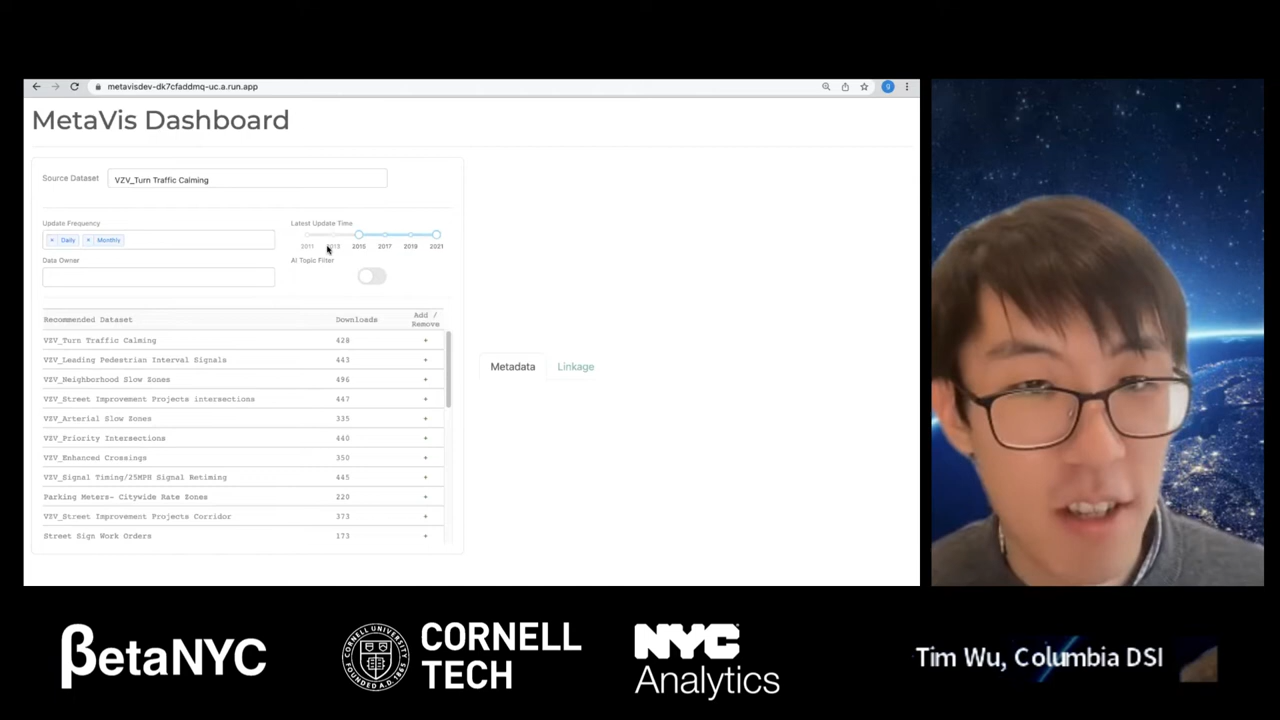 metavisdev-dk7cfaddmq-uc.a.run.app
g
MetaVis Dashboard
Source Dataset
VZV_Turn Traffic Calming
Update Frequency
× Daily × Monthly
Latest Update Time
2011 2013 2015 2017 2019 2021
Data Owner
AI Topic Filter
Recommended Dataset Downloads Add / Remove
VZV_Turn Traffic Calming 428 +
VZV_Leading Pedestrian Interval Signals 443 +
VZV_Neighborhood Slow Zones 496 +
VZV_Street Improvement Projects intersections 447 +
VZV_Arterial Slow Zones 335 +
VZV_Priority Intersections 440 +
VZV_Enhanced Crossings 350 +
VZV_Signal Timing/25MPH Signal Retiming 445 +
Parking Meters- Citywide Rate Zones 220 +
VZV_Street Improvement Projects Corridor 373 +
Street Sign Work Orders 173 +
Metadata Linkage
βetaNYC
CORNELL
TECH
NYC
Analytics
Tim Wu, Columbia DSI